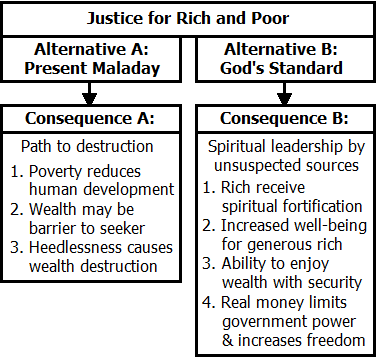 Justice for Rich and Poor
Alternative A:
Present Maladay
Alternative B:
God's Standard
Consequence A:
Path to destruction
1. Poverty reduces
human development
2. Wealth may be
barrier to seeker
3. Heedlessness causes
wealth destruction
Consequence B:
Spiritual leadership by
unsuspected sources
1. Rich receive
spiritual fortification
2. Increased well-being
for generous rich
3. Ability to enjoy
wealth with security
4. Real money limits
government power
& increases freedom